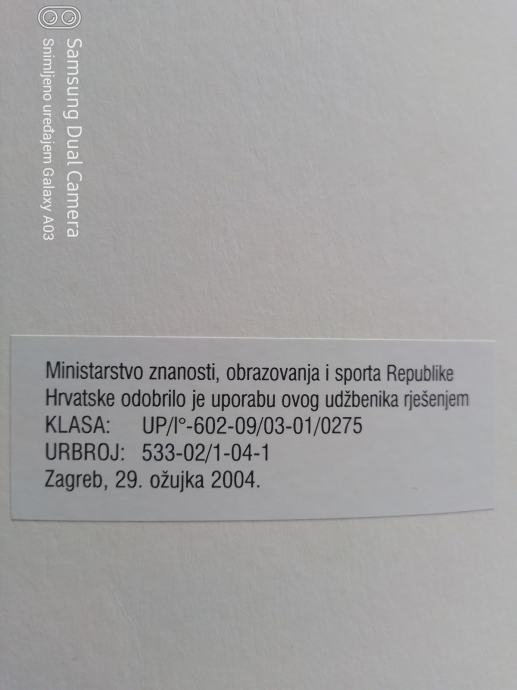 Samsung Dual Camera
Snimljeno uređajem Galaxy A03
Ministarstvo znanosti, obrazovanja i sporta Republike
Hrvatske odobrilo je uporabu ovog udžbenika rješenjem
KLASA: UP/I°-602-09/03-01/0275
URBROJ: 533-02/1-04-1
Zagreb, 29. ožujka 2004.